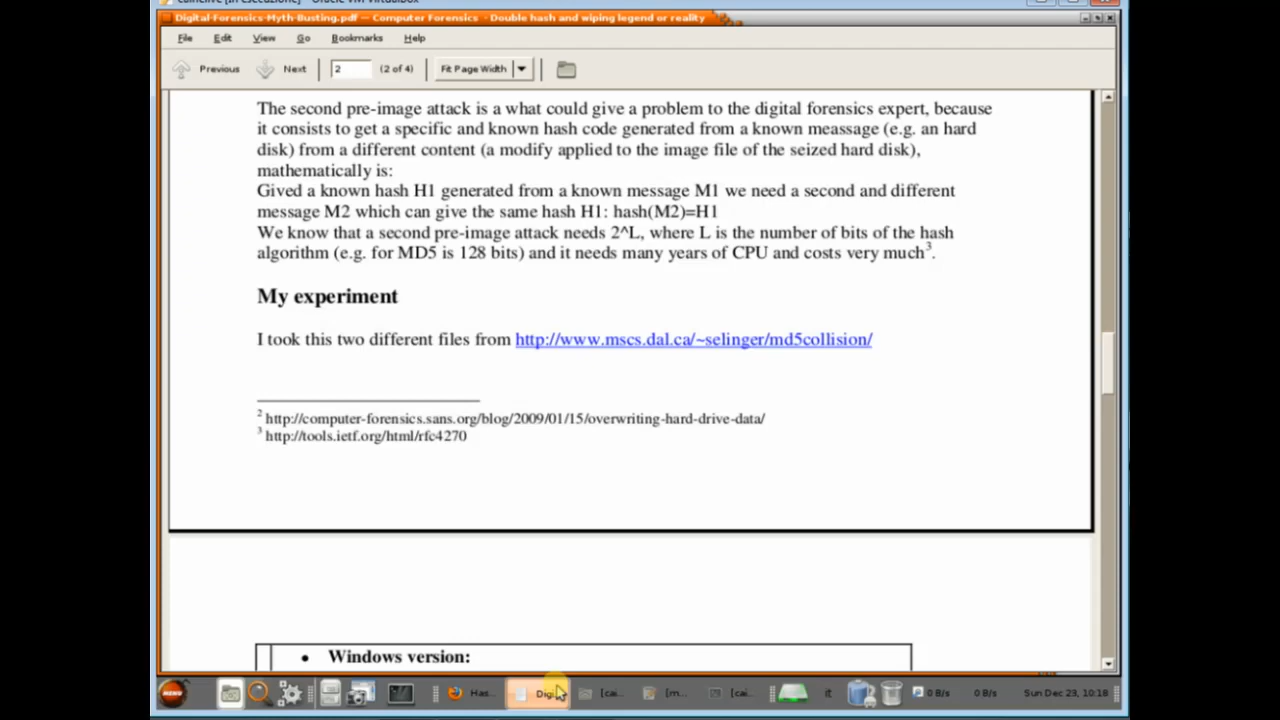 Digital-Forensics-Myth-Busting.pdf — Computer Forensics - Double hash and wiping legend or reality
File Edit View Go Bookmarks Help
Previous Next 2 (2 of 4) Fit Page Width
The second pre-image attack is a what could give a problem to the digital forensics expert, because
it consists to get a specific and known hash code generated from a known meassage (e.g. an hard
disk) from a different content (a modify applied to the image file of the seized hard disk),
mathematically is:
Gived a known hash H1 generated from a known message M1 we need a second and different
message M2 which can give the same hash H1: hash(M2)=H1
We know that a second pre-image attack needs 2^L, where L is the number of bits of the hash
algorithm (e.g. for MD5 is 128 bits) and it needs many years of CPU and costs very much3.
My experiment
I took this two different files from http://www.mscs.dal.ca/~selinger/md5collision/
2 http://computer-forensics.sans.org/blog/2009/01/15/overwriting-hard-drive-data/
3 http://tools.ietf.org/html/rfc4270
• Windows version:
MENU Has... Digi [cai... [m... [cai... it 0 B/s 0 B/s Sun Dec 23, 10:18